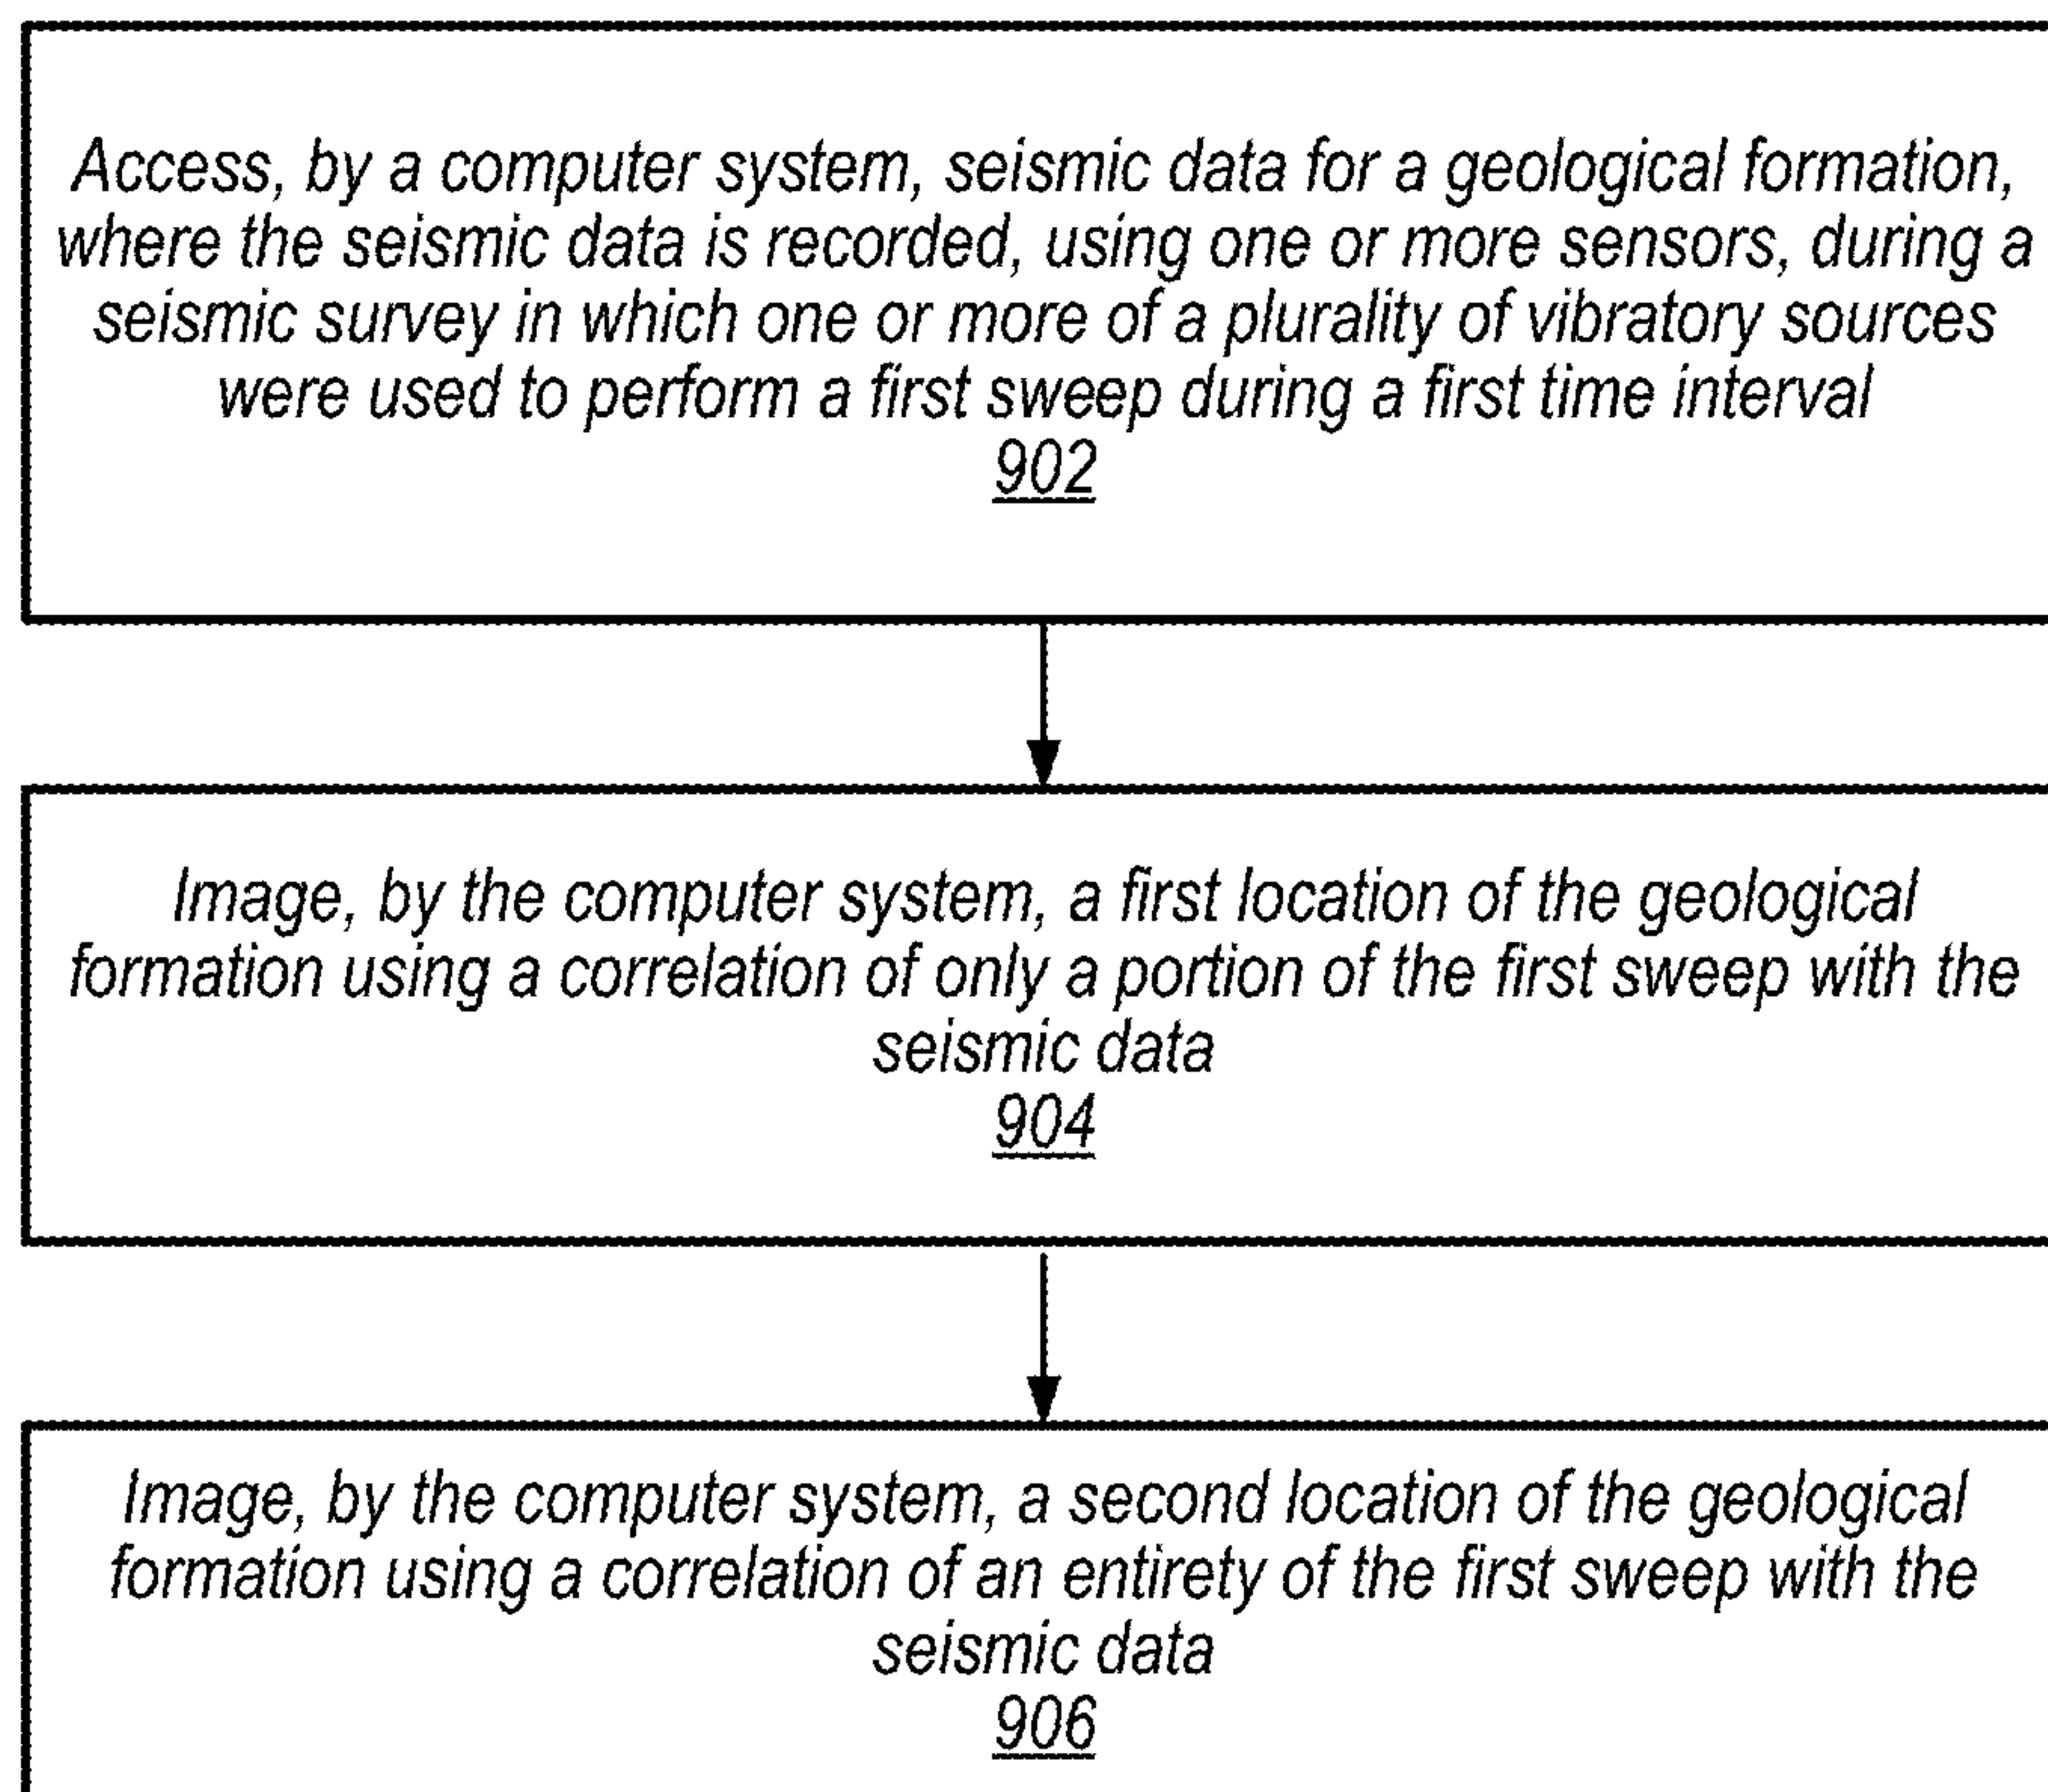 Access, by a computer system, seismic data for a geological formation,
where the seismic data is recorded, using one or more sensors, during a
seismic survey in which one or more of a plurality of vibratory sources
were used to perform a first sweep during a first time interval
902
Image, by the computer system, a first location of the geological
formation using a correlation of only a portion of the first sweep with the
seismic data
904
Image, by the computer system, a second location of the geological
formation using a correlation of an entirety of the first sweep with the
seismic data
906